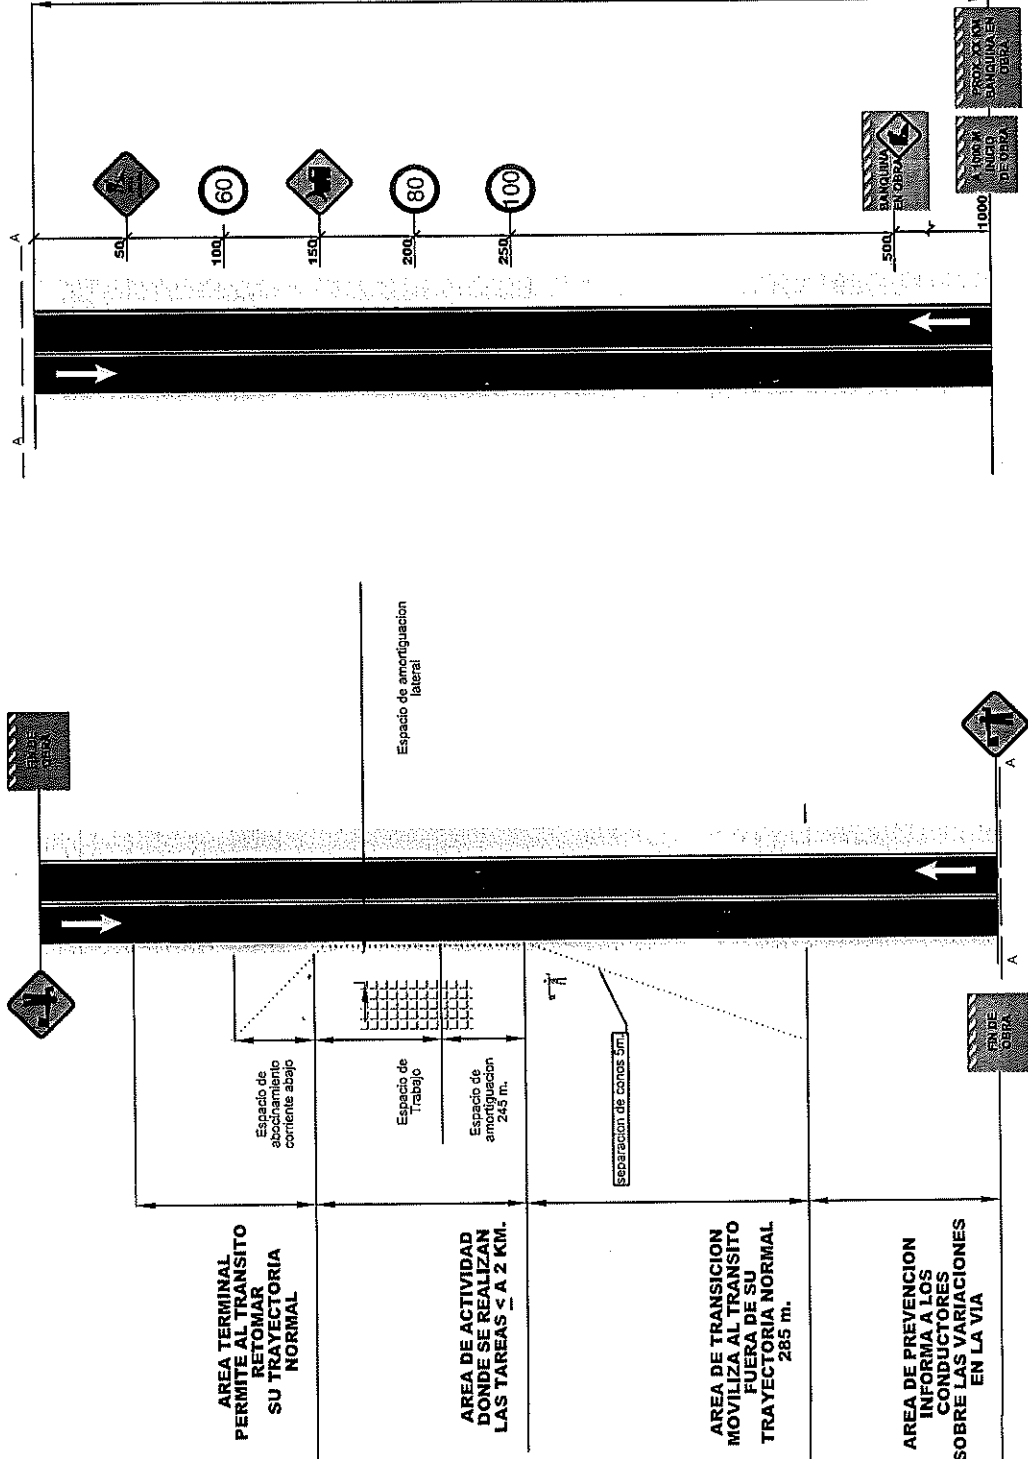 A
A
50
100
60
150
200
80
250
100
500
BANQUINA
EN OBRA
1000
A 1000 M
INICIO
DE OBRA
PROX. XX KM
BANQUINA EN
OBRA
FIN DE
OBRA
Espacio de amortiguacion
lateral
Espacio de
abocinamiento
corriente abajo
Espacio de
Trabajo
Espacio de
amortiguacion
245 m.
separacion de conos 5m.
A
A
FIN DE
OBRA
AREA TERMINAL
PERMITE AL TRANSITO
RETOMAR
SU TRAYECTORIA
NORMAL
AREA DE ACTIVIDAD
DONDE SE REALIZAN
LAS TAREAS < A 2 KM.
AREA DE TRANSICION
MOVILIZA AL TRANSITO
FUERA DE SU
TRAYECTORIA NORMAL
285 m.
AREA DE PREVENCION
INFORMA A LOS
CONDUCTORES
SOBRE LAS VARIACIONES
EN LA VIA